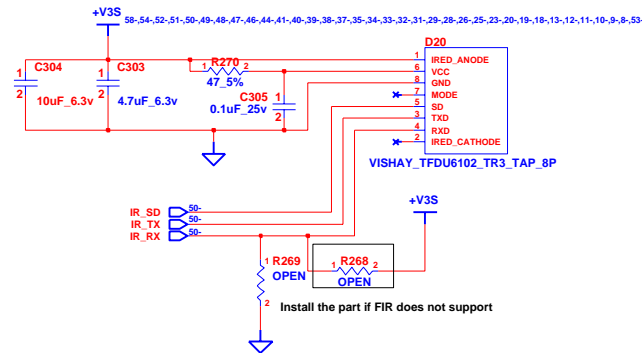 +V3S
58-,54-,52-,51-,50-,49-,48-,47-,46-,44-,41-,40-,39-,38-,37-,35-,34-,33-,32-,31-,29-,28-,26-,25-,23-,20-,19-,18-,13-,12-,11-,10-,9-,8-,53-
D20
C304
1
2
10uF_6.3v
C303
1
2
4.7uF_6.3v
1 R270 2
47_5%
C305
1
2
0.1uF_25v
1 IRED_ANODE
6 VCC
8 GND
7 MODE
5 SD
3 TXD
4 RXD
2 IRED_CATHODE
VISHAY_TFDU6102_TR3_TAP_8P
+V3S
IR_SD 50-
IR_TX 50-
IR_RX 50-
1 R269
OPEN
2
1 R268 2
OPEN
Install the part if FIR does not support